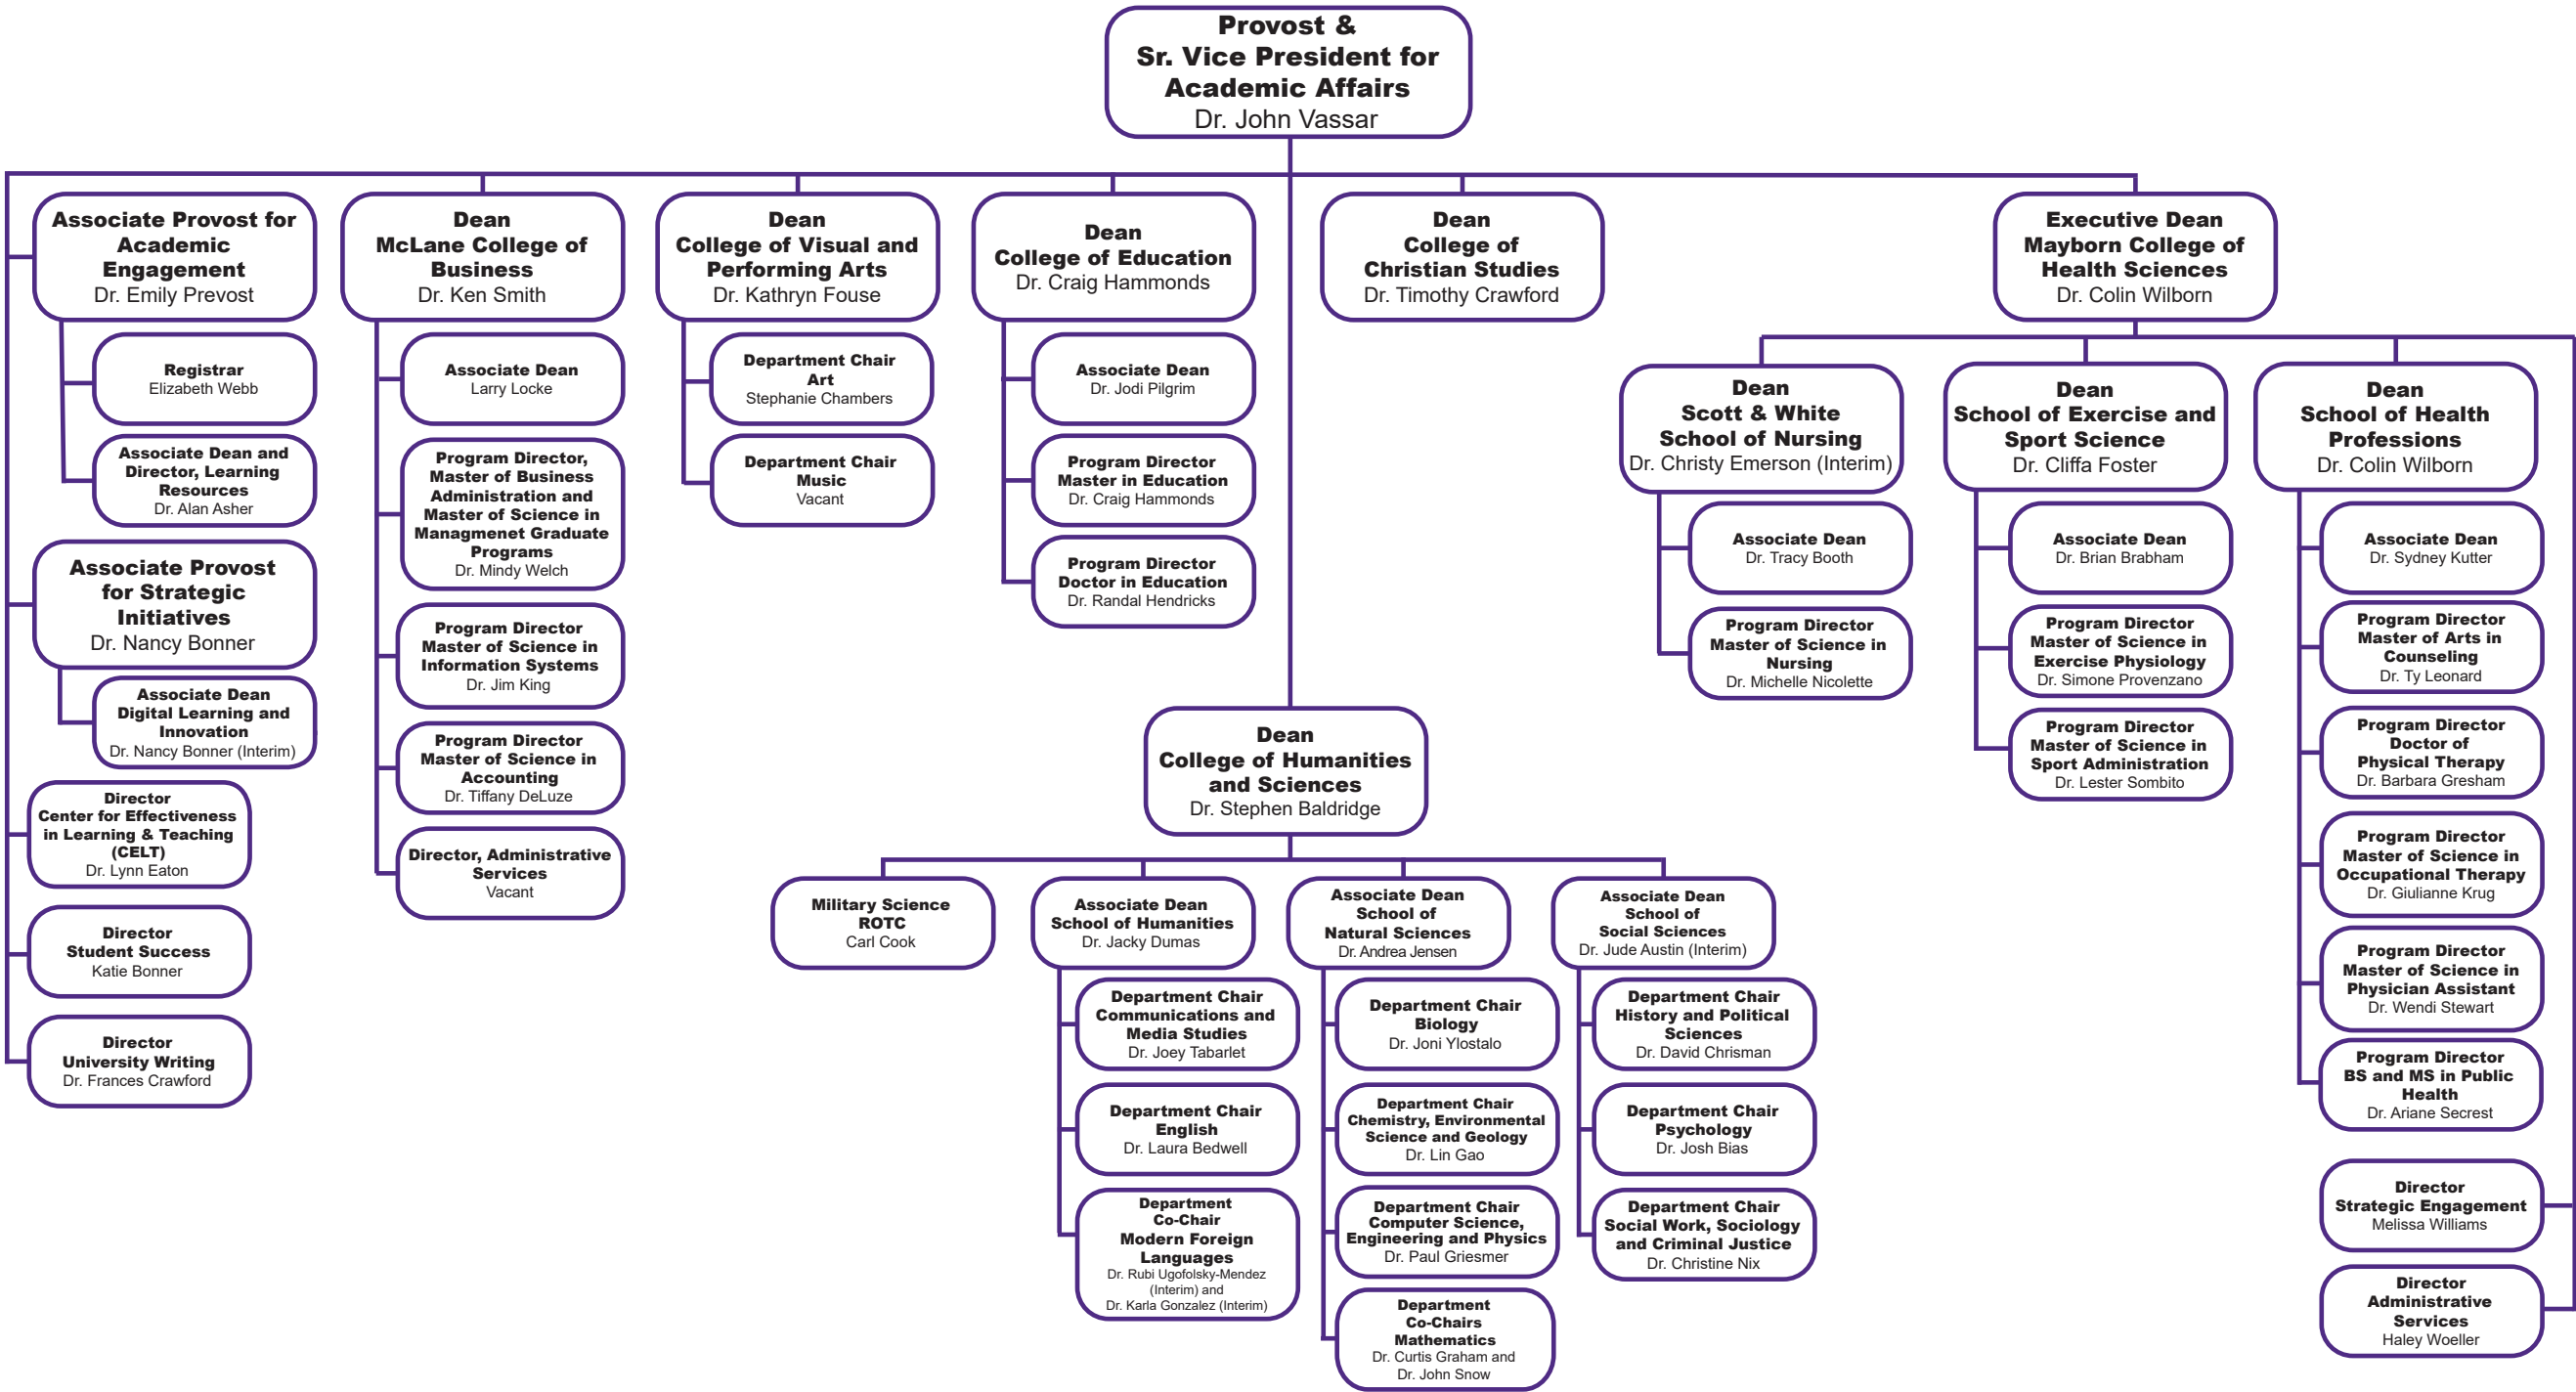 Provost &
Sr. Vice President for
Academic Affairs
Dr. John Vassar
Associate Provost for
Academic
Engagement
Dr. Emily Prevost
Registrar
Elizabeth Webb
Associate Dean and
Director, Learning
Resources
Dr. Alan Asher
Associate Provost
for Strategic
Initiatives
Dr. Nancy Bonner
Associate Dean
Digital Learning and
Innovation
Dr. Nancy Bonner (Interim)
Director
Center for Effectiveness
in Learning & Teaching
(CELT)
Dr. Lynn Eaton
Director
Student Success
Katie Bonner
Director
University Writing
Dr. Frances Crawford
Dean
McLane College of
Business
Dr. Ken Smith
Associate Dean
Larry Locke
Program Director,
Master of Business
Administration and
Master of Science in
Managmenet Graduate
Programs
Dr. Mindy Welch
Program Director
Master of Science in
Information Systems
Dr. Jim King
Program Director
Master of Science in
Accounting
Dr. Tiffany DeLuze
Director, Administrative
Services
Vacant
Dean
College of Visual and
Performing Arts
Dr. Kathryn Fouse
Department Chair
Art
Stephanie Chambers
Department Chair
Music
Vacant
Dean
College of Education
Dr. Craig Hammonds
Associate Dean
Dr. Jodi Pilgrim
Program Director
Master in Education
Dr. Craig Hammonds
Program Director
Doctor in Education
Dr. Randal Hendricks
Dean
College of
Christian Studies
Dr. Timothy Crawford
Dean
College of Humanities
and Sciences
Dr. Stephen Baldridge
Military Science
ROTC
Carl Cook
Associate Dean
School of Humanities
Dr. Jacky Dumas
Department Chair
Communications and
Media Studies
Dr. Joey Tabarlet
Department Chair
English
Dr. Laura Bedwell
Department
Co-Chair
Modern Foreign
Languages
Dr. Rubi Ugofolsky-Mendez
(Interim) and
Dr. Karla Gonzalez (Interim)
Associate Dean
School of
Natural Sciences
Dr. Andrea Jensen
Department Chair
Biology
Dr. Joni Ylostalo
Department Chair
Chemistry, Environmental
Science and Geology
Dr. Lin Gao
Department Chair
Computer Science,
Engineering and Physics
Dr. Paul Griesmer
Department
Co-Chairs
Mathematics
Dr. Curtis Graham and
Dr. John Snow
Associate Dean
School of
Social Sciences
Dr. Jude Austin (Interim)
Department Chair
History and Political
Sciences
Dr. David Chrisman
Department Chair
Psychology
Dr. Josh Bias
Department Chair
Social Work, Sociology
and Criminal Justice
Dr. Christine Nix
Executive Dean
Mayborn College of
Health Sciences
Dr. Colin Wilborn
Dean
Scott & White
School of Nursing
Dr. Christy Emerson (Interim)
Associate Dean
Dr. Tracy Booth
Program Director
Master of Science in
Nursing
Dr. Michelle Nicolette
Dean
School of Exercise and
Sport Science
Dr. Cliffa Foster
Associate Dean
Dr. Brian Brabham
Program Director
Master of Science in
Exercise Physiology
Dr. Simone Provenzano
Program Director
Master of Science in
Sport Administration
Dr. Lester Sombito
Dean
School of Health
Professions
Dr. Colin Wilborn
Associate Dean
Dr. Sydney Kutter
Program Director
Master of Arts in
Counseling
Dr. Ty Leonard
Program Director
Doctor of
Physical Therapy
Dr. Barbara Gresham
Program Director
Master of Science in
Occupational Therapy
Dr. Giulianne Krug
Program Director
Master of Science in
Physician Assistant
Dr. Wendi Stewart
Program Director
BS and MS in Public
Health
Dr. Ariane Secrest
Director
Strategic Engagement
Melissa Williams
Director
Administrative
Services
Haley Woeller